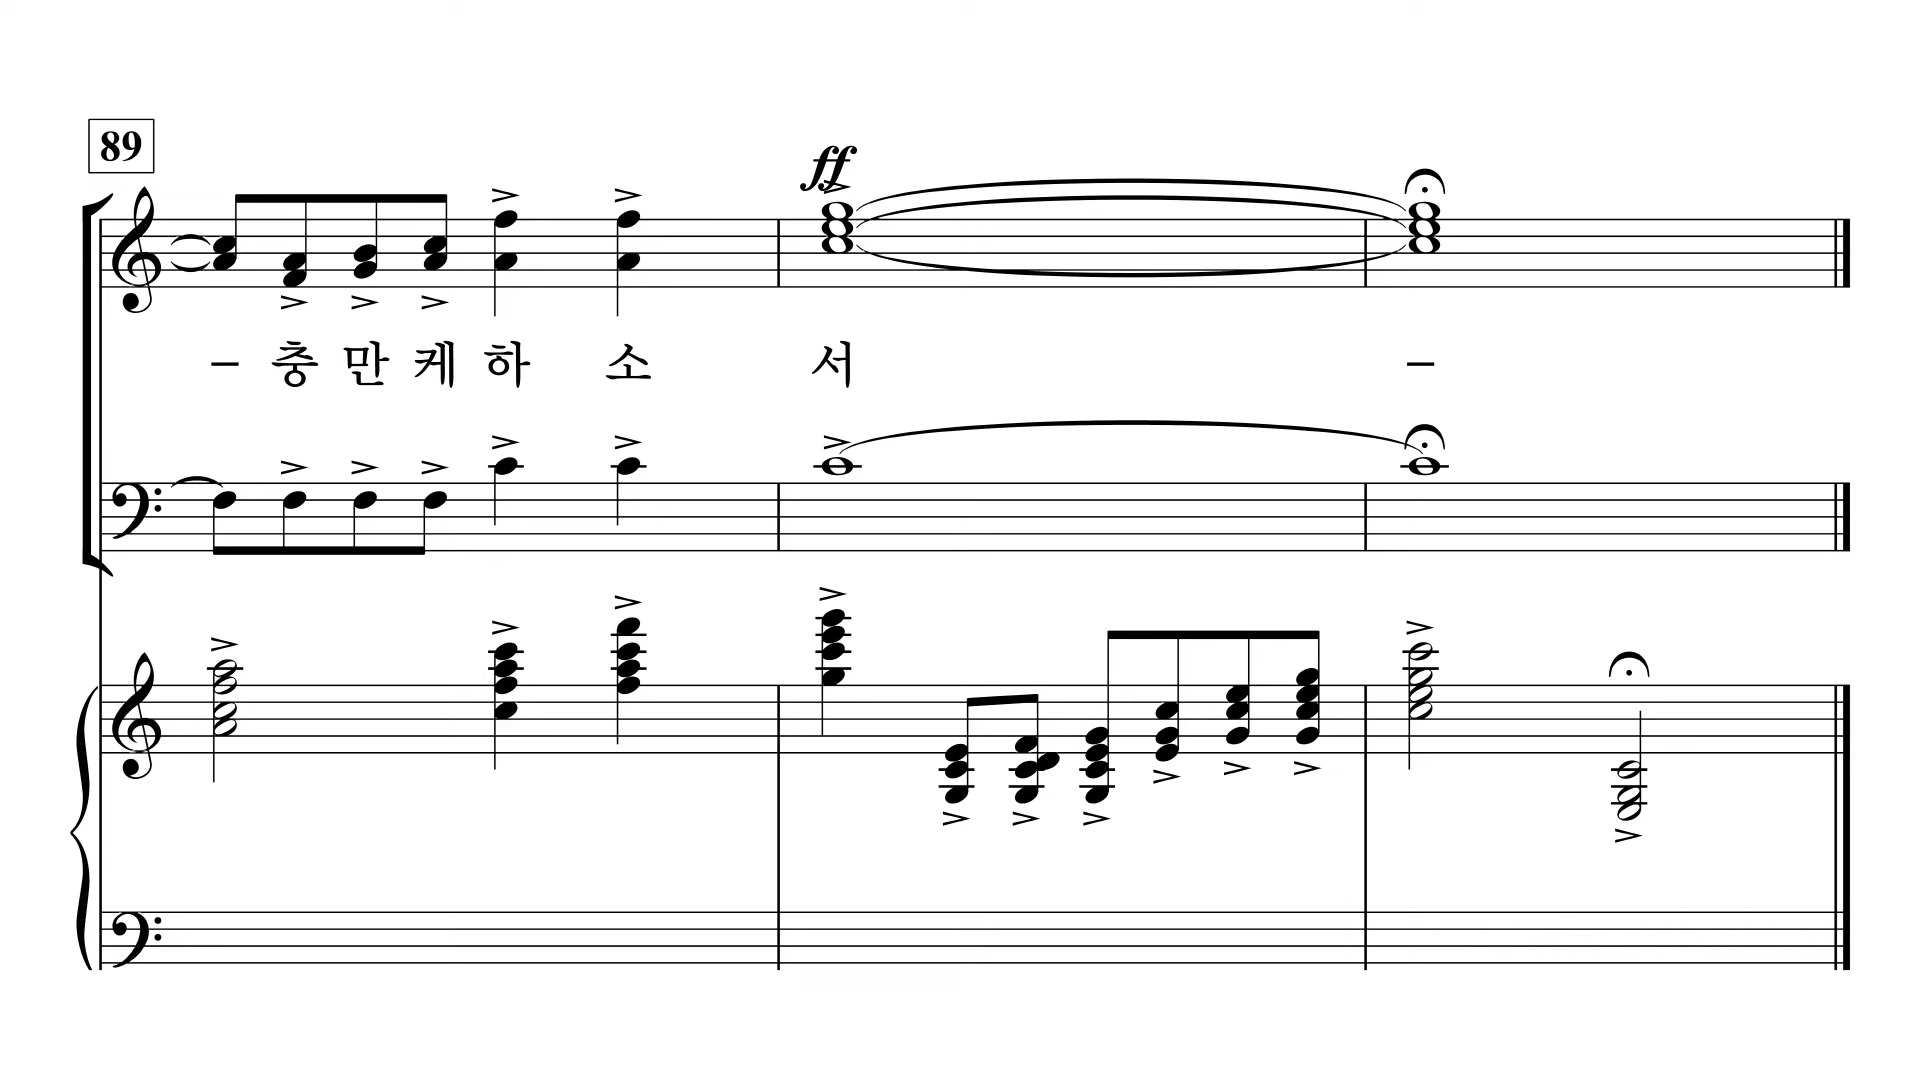 89
ff
– 충 만 케 하 소 서 –